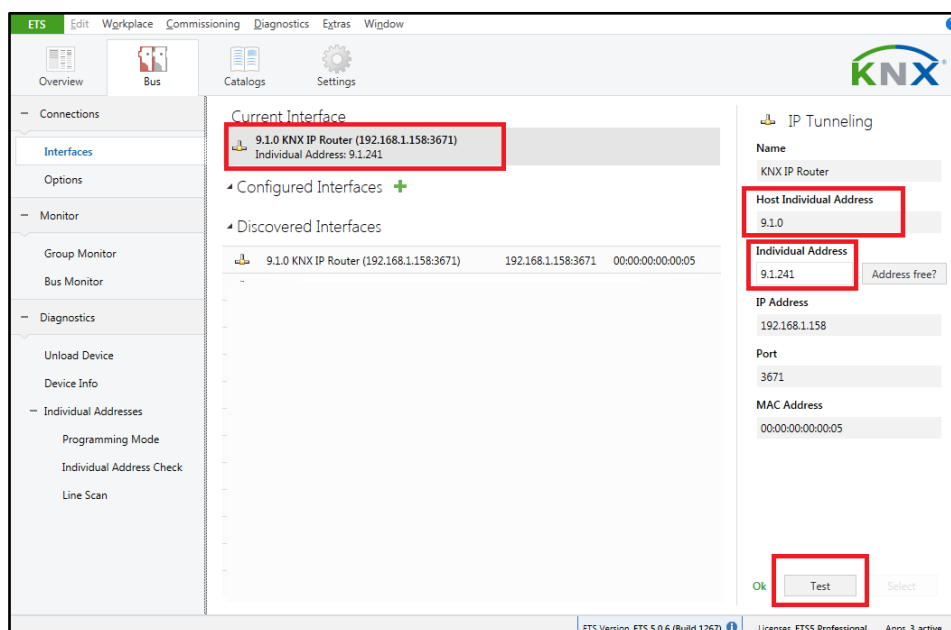 ETS Edit Workplace Commissioning Diagnostics Extras Window
Overview Bus Catalogs Settings
KNX
Connections
Interfaces
Options
Monitor
Group Monitor
Bus Monitor
Diagnostics
Unload Device
Device Info
Individual Addresses
Programming Mode
Individual Address Check
Line Scan
Current Interface
9.1.0 KNX IP Router (192.168.1.158:3671)
Individual Address: 9.1.241
Configured Interfaces
Discovered Interfaces
9.1.0 KNX IP Router (192.168.1.158:3671) 192.168.1.158:3671 00:00:00:00:00:05
IP Tunneling
Name
KNX IP Router
Host Individual Address
9.1.0
Individual Address
9.1.241 Address free?
IP Address
192.168.1.158
Port
3671
MAC Address
00:00:00:00:00:05
Ok Test Select
ETS Version ETS 5.0.6 (Build 1267) Licenses ETS5 Professional Apps 3 active